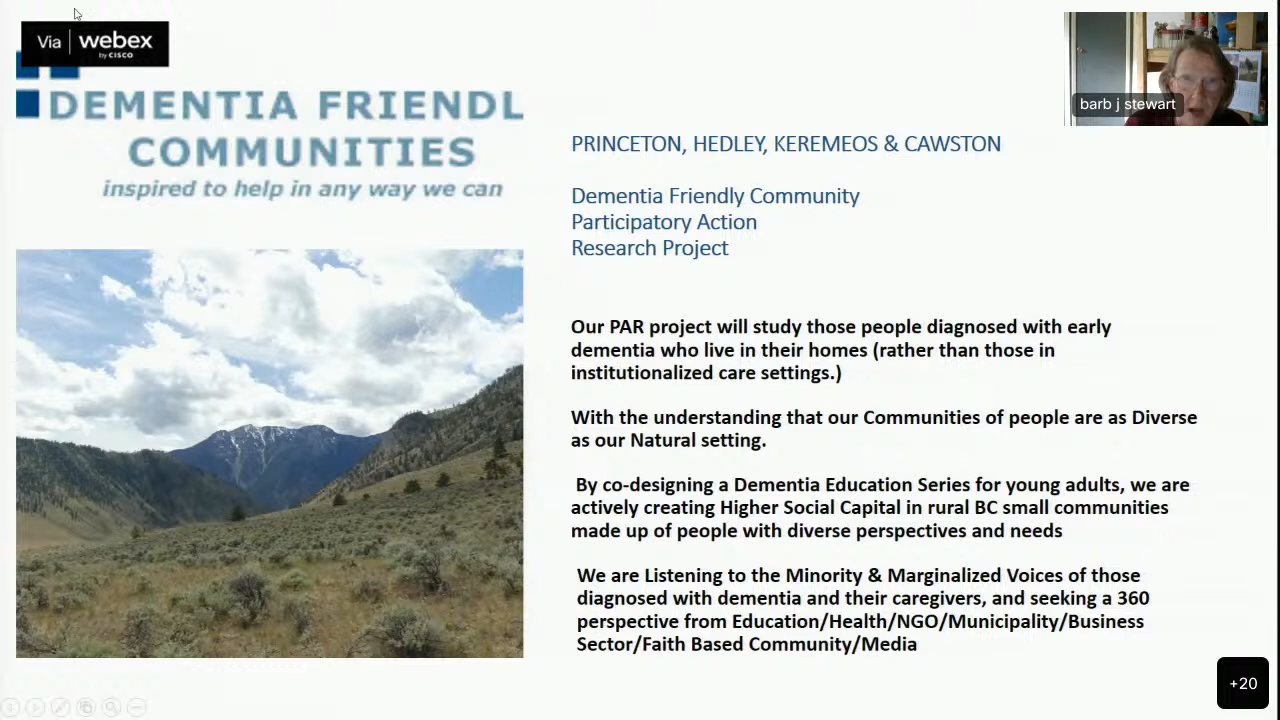 Via webex
by CISCO
DEMENTIA FRIENDL
COMMUNITIES
inspired to help in any way we can
barb j stewart
PRINCETON, HEDLEY, KEREMEOS & CAWSTON
Dementia Friendly Community
Participatory Action
Research Project
Our PAR project will study those people diagnosed with early
dementia who live in their homes (rather than those in
institutionalized care settings.)
With the understanding that our Communities of people are as Diverse
as our Natural setting.
By co-designing a Dementia Education Series for young adults, we are
actively creating Higher Social Capital in rural BC small communities
made up of people with diverse perspectives and needs
We are Listening to the Minority & Marginalized Voices of those
diagnosed with dementia and their caregivers, and seeking a 360
perspective from Education/Health/NGO/Municipality/Business
Sector/Faith Based Community/Media
+20